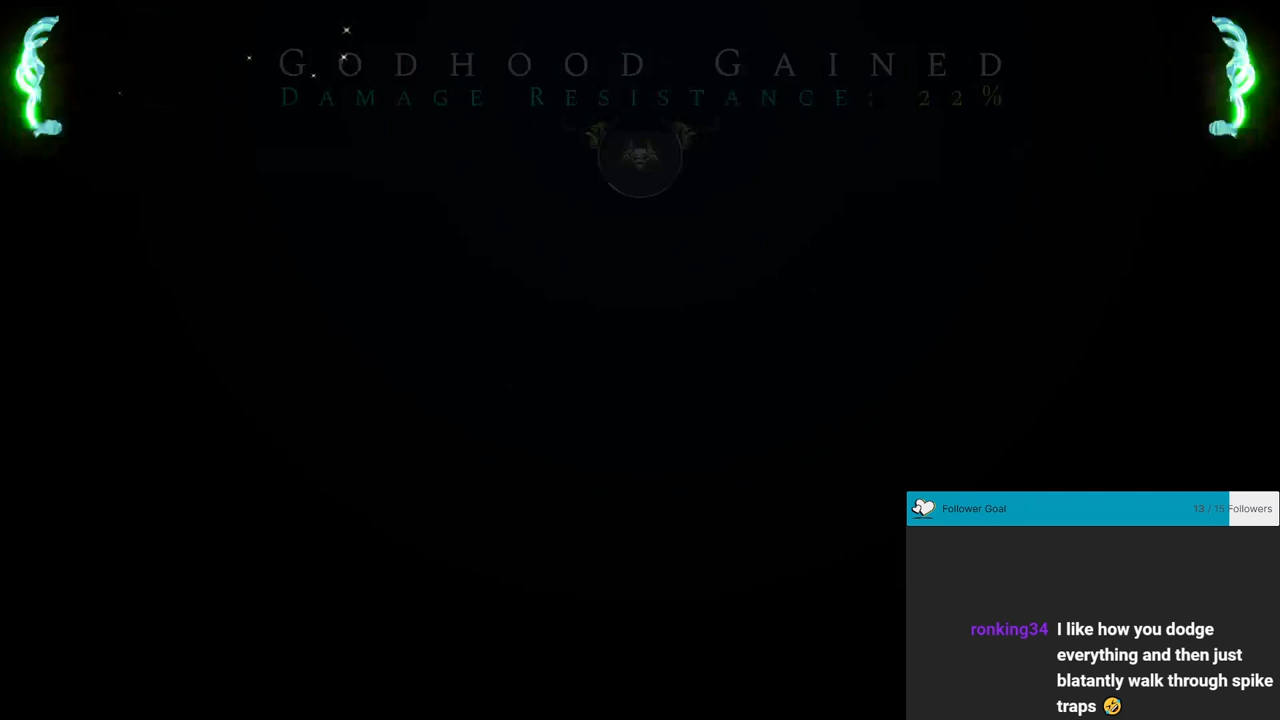 GODHOOD GAINED
DAMAGE RESISTANCE: 22%
Follower Goal 13 / 15 Followers
ronking34 I like how you dodge
everything and then just
blatantly walk through spike
traps 🤣